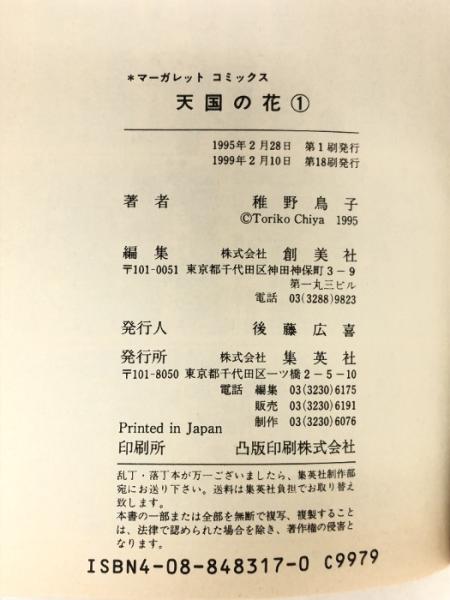 *マーガレット コミックス
天国の花①
1995年2月28日 第1刷発行
1999年2月10日 第18刷発行
著者 稚野鳥子
©Toriko Chiya 1995
編集 株式会社 創美社
〒101-0051 東京都千代田区神田神保町3-9
第一丸三ビル
電話 03(3288)9823
発行人 後藤広喜
発行所 株式会社 集英社
〒101-8050 東京都千代田区一ツ橋2-5-10
電話 編集 03(3230)6175
販売 03(3230)6191
制作 03(3230)6076
Printed in Japan
印刷所 凸版印刷株式会社
乱丁・落丁本が万一ございましたら、集英社制作部
宛にお送り下さい。送料は集英社負担でお取り替え
致します。
本書の一部または全部を無断で複写、複製すること
は、法律で認められた場合を除き、著作権の侵害と
なります。
ISBN4-08-848317-0 C9979